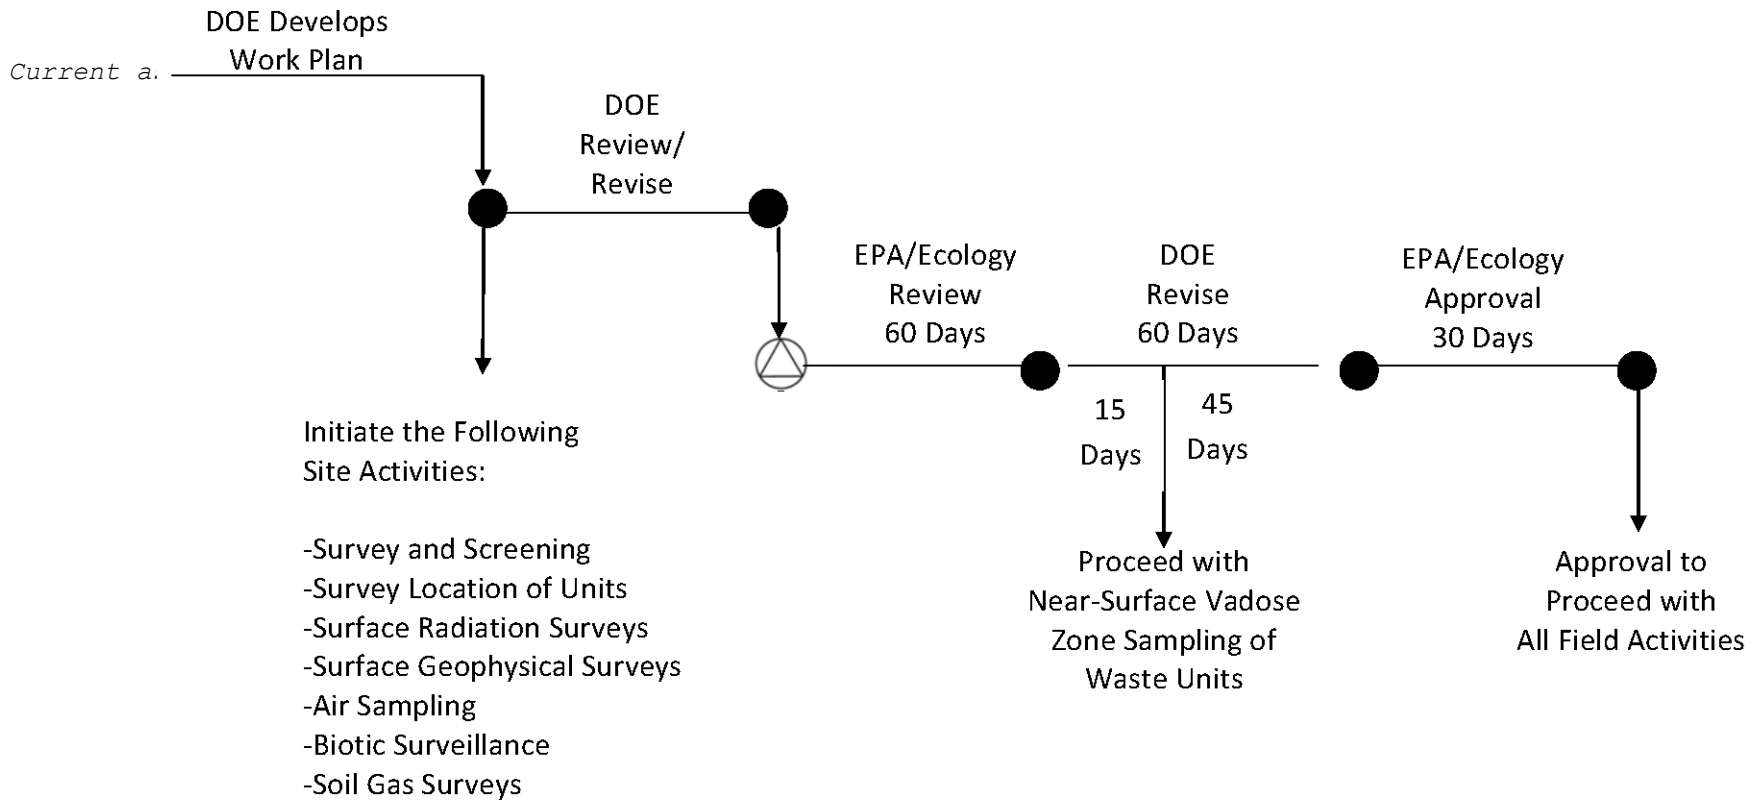 DOE Develops
Work Plan
Current a
DOE
Review/
Revise
EPA/Ecology
Review
60 Days
DOE
Revise
60 Days
EPA/Ecology
Approval
30 Days
15
Days
45
Days
Initiate the Following
Site Activities:
-Survey and Screening
-Survey Location of Units
-Surface Radiation Surveys
-Surface Geophysical Surveys
-Air Sampling
-Biotic Surveillance
-Soil Gas Surveys
Proceed with
Near-Surface Vadose
Zone Sampling of
Waste Units
Approval to
Proceed with
All Field Activities